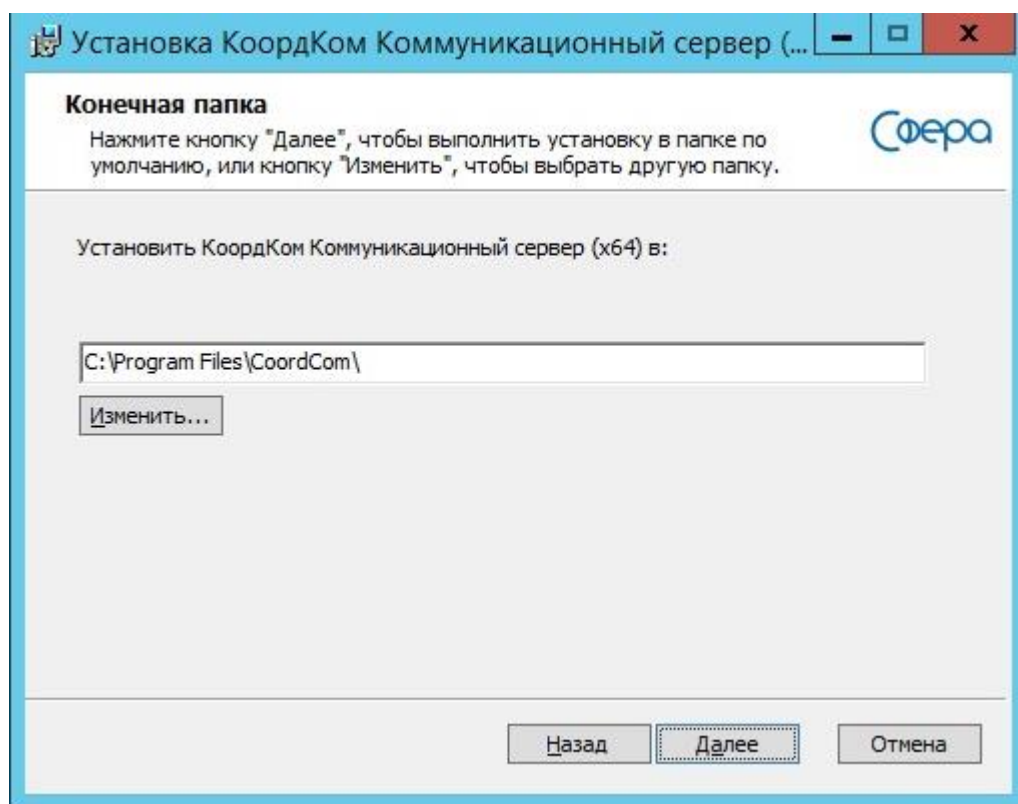 Установка КоордКом Коммуникационный сервер (...
Конечная папка
Нажмите кнопку "Далее", чтобы выполнить установку в папке по
умолчанию, или кнопку "Изменить", чтобы выбрать другую папку.
Сфера
Установить КоордКом Коммуникационный сервер (x64) в:
C:\Program Files\CoordCom\
Изменить...
Назад Далее Отмена